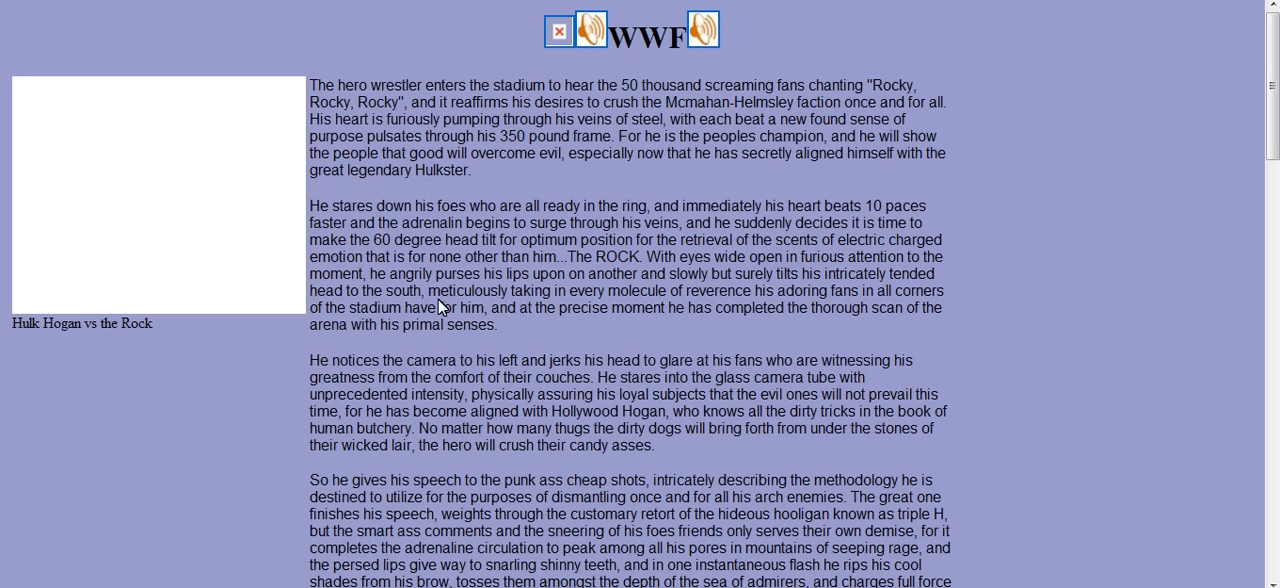 WWF
The hero wrestler enters the stadium to hear the 50 thousand screaming fans chanting "Rocky,
Rocky, Rocky", and it reaffirms his desires to crush the Mcmahan-Helmsley faction once and for all.
His heart is furiously pumping through his veins of steel, with each beat a new found sense of
purpose pulsates through his 350 pound frame. For he is the peoples champion, and he will show
the people that good will overcome evil, especially now that he has secretly aligned himself with the
great legendary Hulkster.
He stares down his foes who are all ready in the ring, and immediately his heart beats 10 paces
faster and the adrenalin begins to surge through his veins, and he suddenly decides it is time to
make the 60 degree head tilt for optimum position for the retrieval of the scents of electric charged
emotion that is for none other than him...The ROCK. With eyes wide open in furious attention to the
moment, he angrily purses his lips upon on another and slowly but surely tilts his intricately tended
head to the south, meticulously taking in every molecule of reverence his adoring fans in all corners
of the stadium have for him, and at the precise moment he has completed the thorough scan of the
arena with his primal senses.
Hulk Hogan vs the Rock
He notices the camera to his left and jerks his head to glare at his fans who are witnessing his
greatness from the comfort of their couches. He stares into the glass camera tube with
unprecedented intensity, physically assuring his loyal subjects that the evil ones will not prevail this
time, for he has become aligned with Hollywood Hogan, who knows all the dirty tricks in the book of
human butchery. No matter how many thugs the dirty dogs will bring forth from under the stones of
their wicked lair, the hero will crush their candy asses.
So he gives his speech to the punk ass cheap shots, intricately describing the methodology he is
destined to utilize for the purposes of dismantling once and for all his arch enemies. The great one
finishes his speech, weights through the customary retort of the hideous hooligan known as triple H,
but the smart ass comments and the sneering of his foes friends only serves their own demise, for it
completes the adrenaline circulation to peak among all his pores in mountains of seeping rage, and
the persed lips give way to snarling shinny teeth, and in one instantaneous flash he rips his cool
shades from his brow, tosses them amongst the depth of the sea of admirers, and charges full force